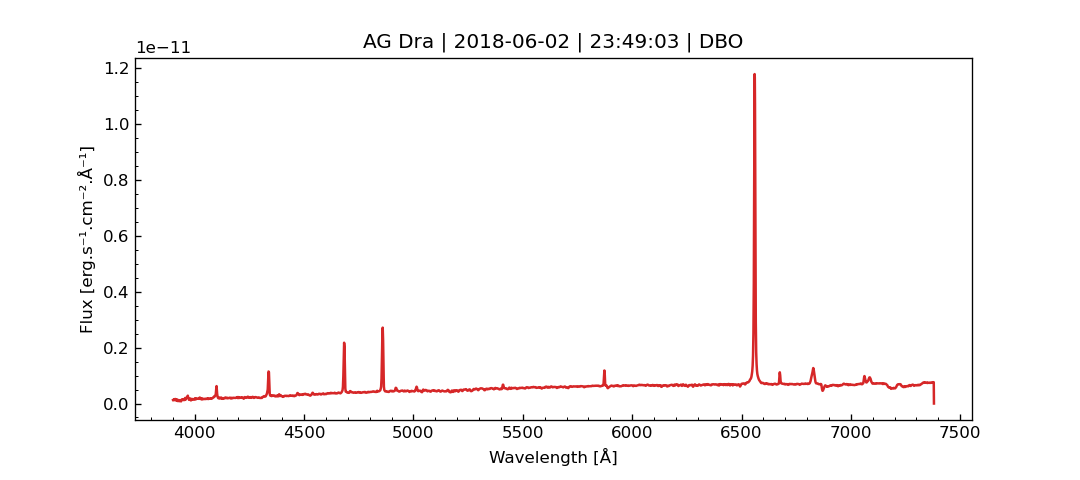 AG Dra | 2018-06-02 | 23:49:03 | DBO
1e−11
1.2
1.0
0.8
0.6
0.4
0.2
0.0
Flux [erg.s⁻¹.cm⁻².Å⁻¹]
4000 4500 5000 5500 6000 6500 7000 7500
Wavelength [Å]